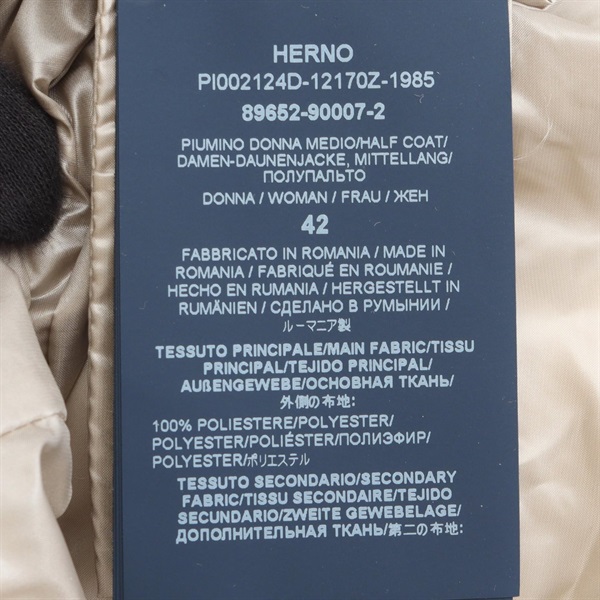 HERNO
PI002124D-12170Z-1985
89652-90007-2
PIUMINO DONNA MEDIO/HALF COAT/
DAMEN-DAUNENJACKE, MITTELLANG/
ПОЛУПАЛЬТО
DONNA / WOMAN / FRAU / ЖЕН
42
FABBRICATO IN ROMANIA / MADE IN
ROMANIA / FABRIQUÉ EN ROUMANIE /
HECHO EN RUMANIA / HERGESTELLT IN
RUMÄNIEN / СДЕЛАНО В РУМЫНИИ /
ルーマニア製
TESSUTO PRINCIPALE/MAIN FABRIC/TISSU
PRINCIPAL/TEJIDO PRINCIPAL/
AUßENGEWEBE/ОСНОВНАЯ ТКАНЬ/
外側の布地:
100% POLIESTERE/POLYESTER/
POLYESTER/POLIÉSTER/ПОЛИЭФИР/
POLYESTER/ポリエステル
TESSUTO SECONDARIO/SECONDARY
FABRIC/TISSU SECONDAIRE/TEJIDO
SECUNDARIO/ZWEITE GEWEBELAGE/
ДОПОЛНИТЕЛЬНАЯ ТКАНЬ/第二の布地: